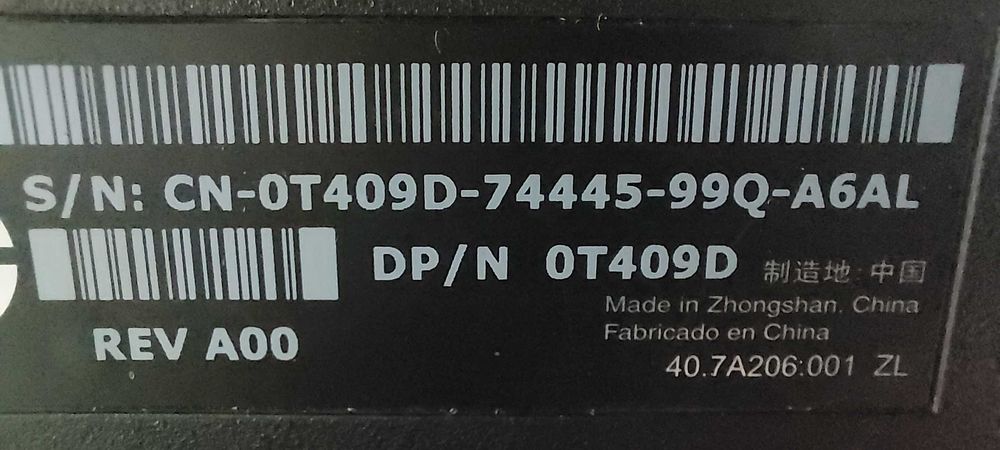 S/N: CN-0T409D-74445-99Q-A6AL
DP/N 0T409D 制造地:中国
Made in Zhongshan, China
Fabricado en China
REV A00
40.7A206:001 ZL